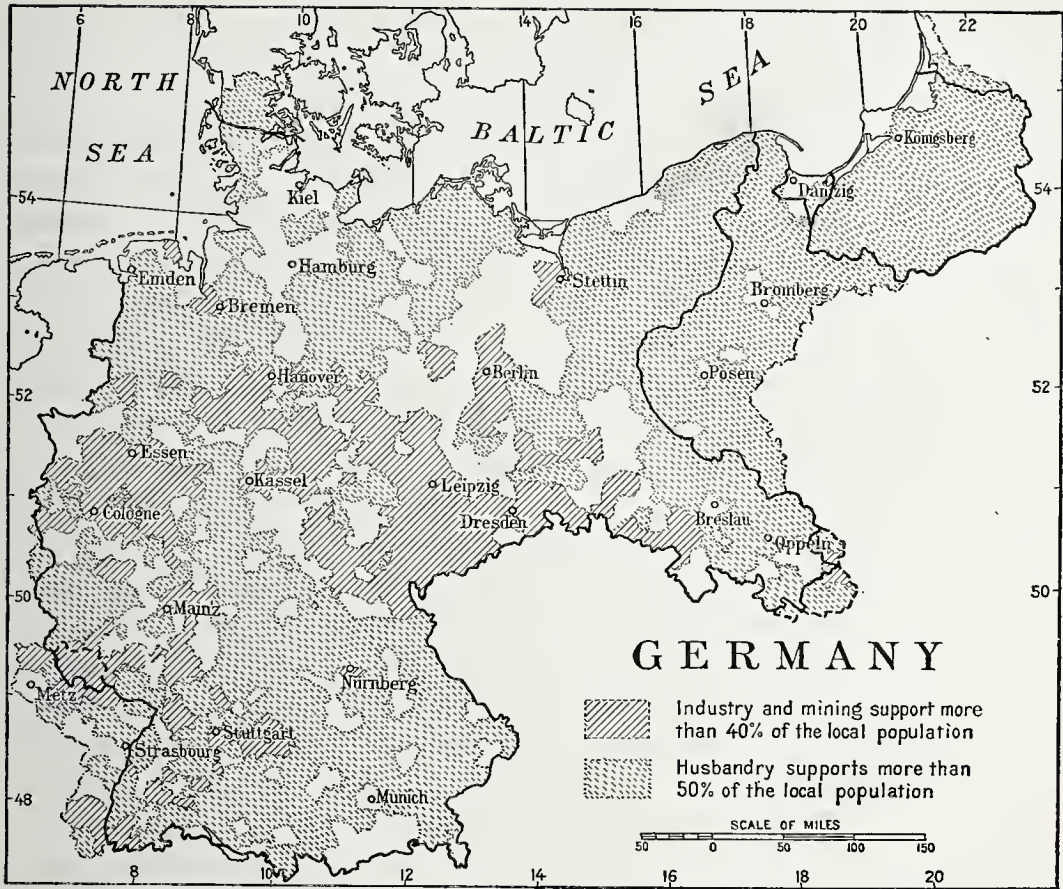 6 8 10 12 14 16 18 20 22
NORTH
SEA
BALTIC
SEA
Königsberg
Kiel
Dantzig
54
54
Hamburg
Emden
Stettin
Bremen
Bromberg
Hanover
Berlin
Posen
52
52
Essen
Kassel
Leipzig
Cologne
Dresden
Breslau
Oppeln
50
50
Mainz
GERMANY
Nürnberg
Metz
Industry and mining support more
than 40% of the local population
Stuttgart
Strasbourg
Husbandry supports more than
50% of the local population
48
Munich
SCALE OF MILES
50 0 50 100 150
8 10 12 14 16 18 20